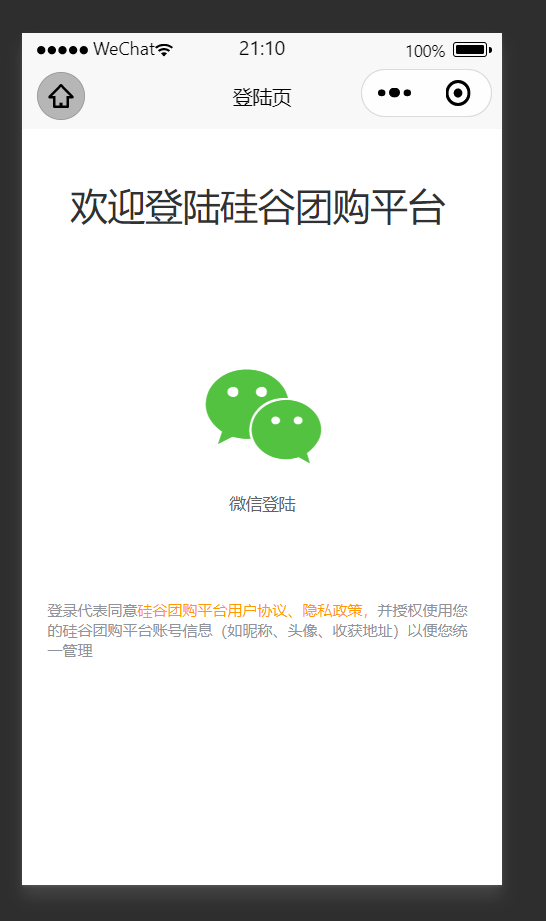 ●●●●● WeChat 21:10 100%
登陆页
欢迎登陆硅谷团购平台
微信登陆
登录代表同意硅谷团购平台用户协议、隐私政策，并授权使用您
的硅谷团购平台账号信息（如昵称、头像、收获地址）以便您统
一管理